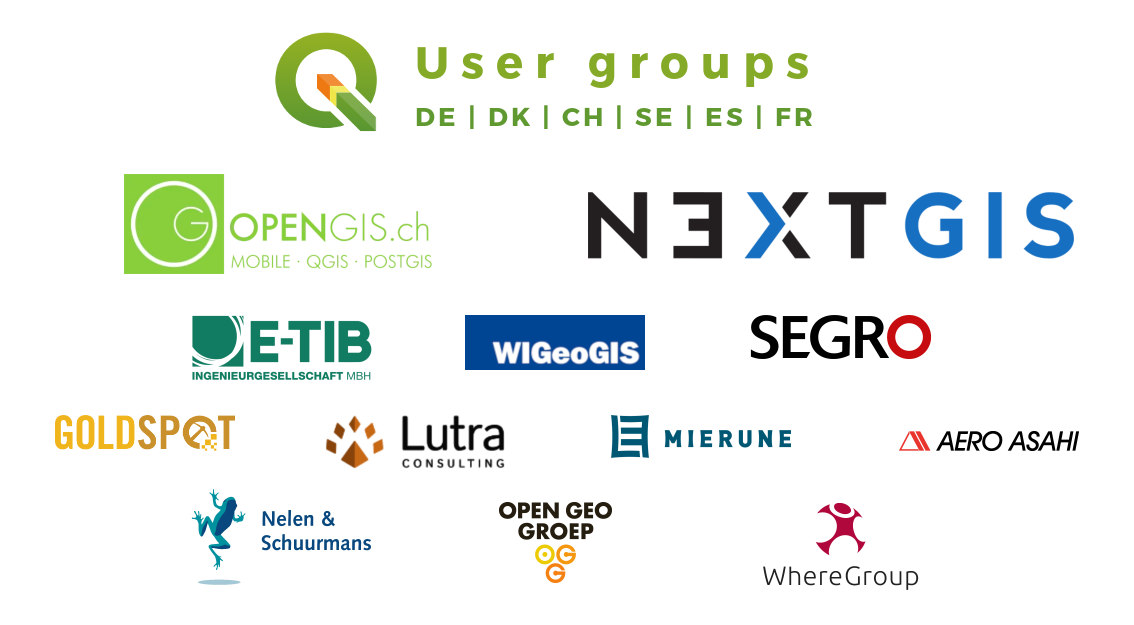 User groups
DE | DK | CH | SE | ES | FR
G OPENGIS.ch
MOBILE · QGIS · POSTGIS
NEXTGIS
E-TIB
INGENIEURGESELLSCHAFT MBH
WIGeoGIS
SEGRO
GOLDSPOT
Lutra
CONSULTING
MIERUNE
AERO ASAHI
Nelen &
Schuurmans
OPEN GEO
GROEP
OG
G
WhereGroup